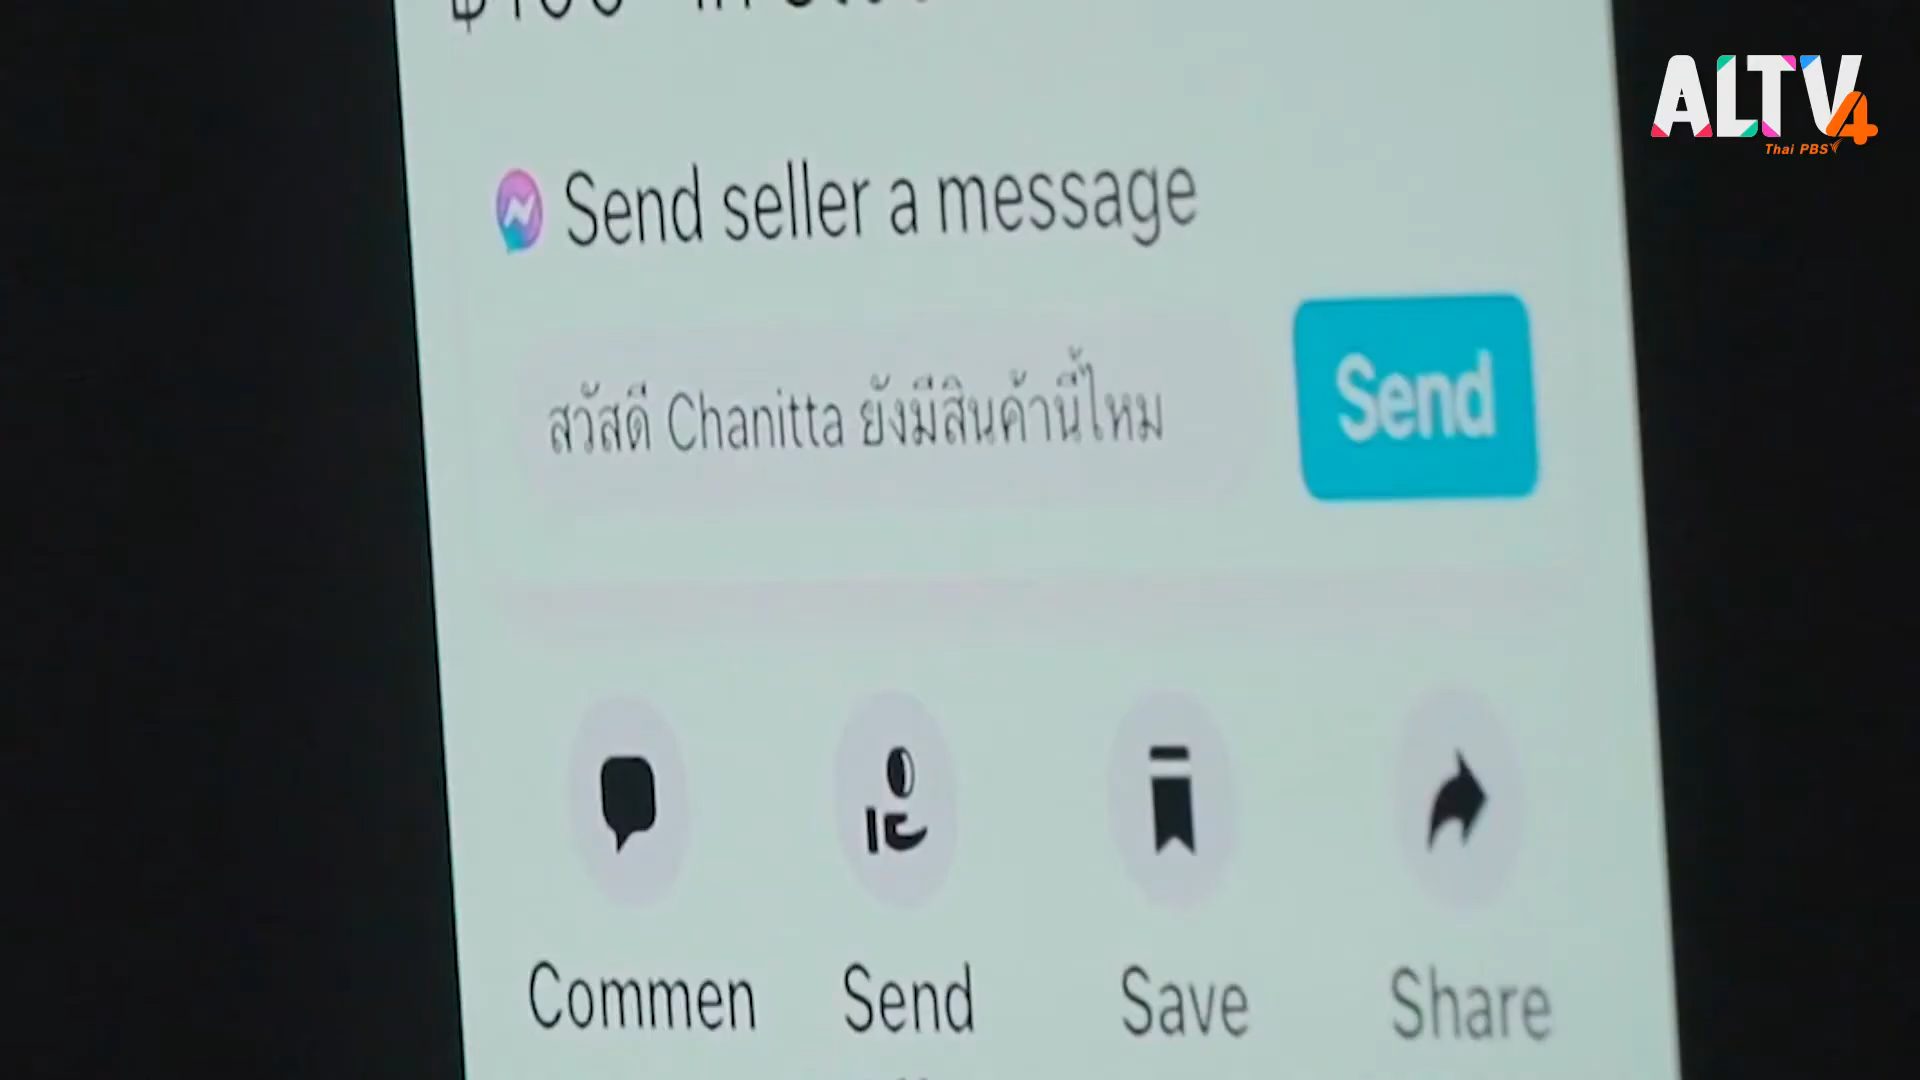 ALTV4
Thai PBS
Send seller a message
สวัสดี Chanitta ยังมีสินค้านี้ไหม
Send
Commen
Send
Save
Share